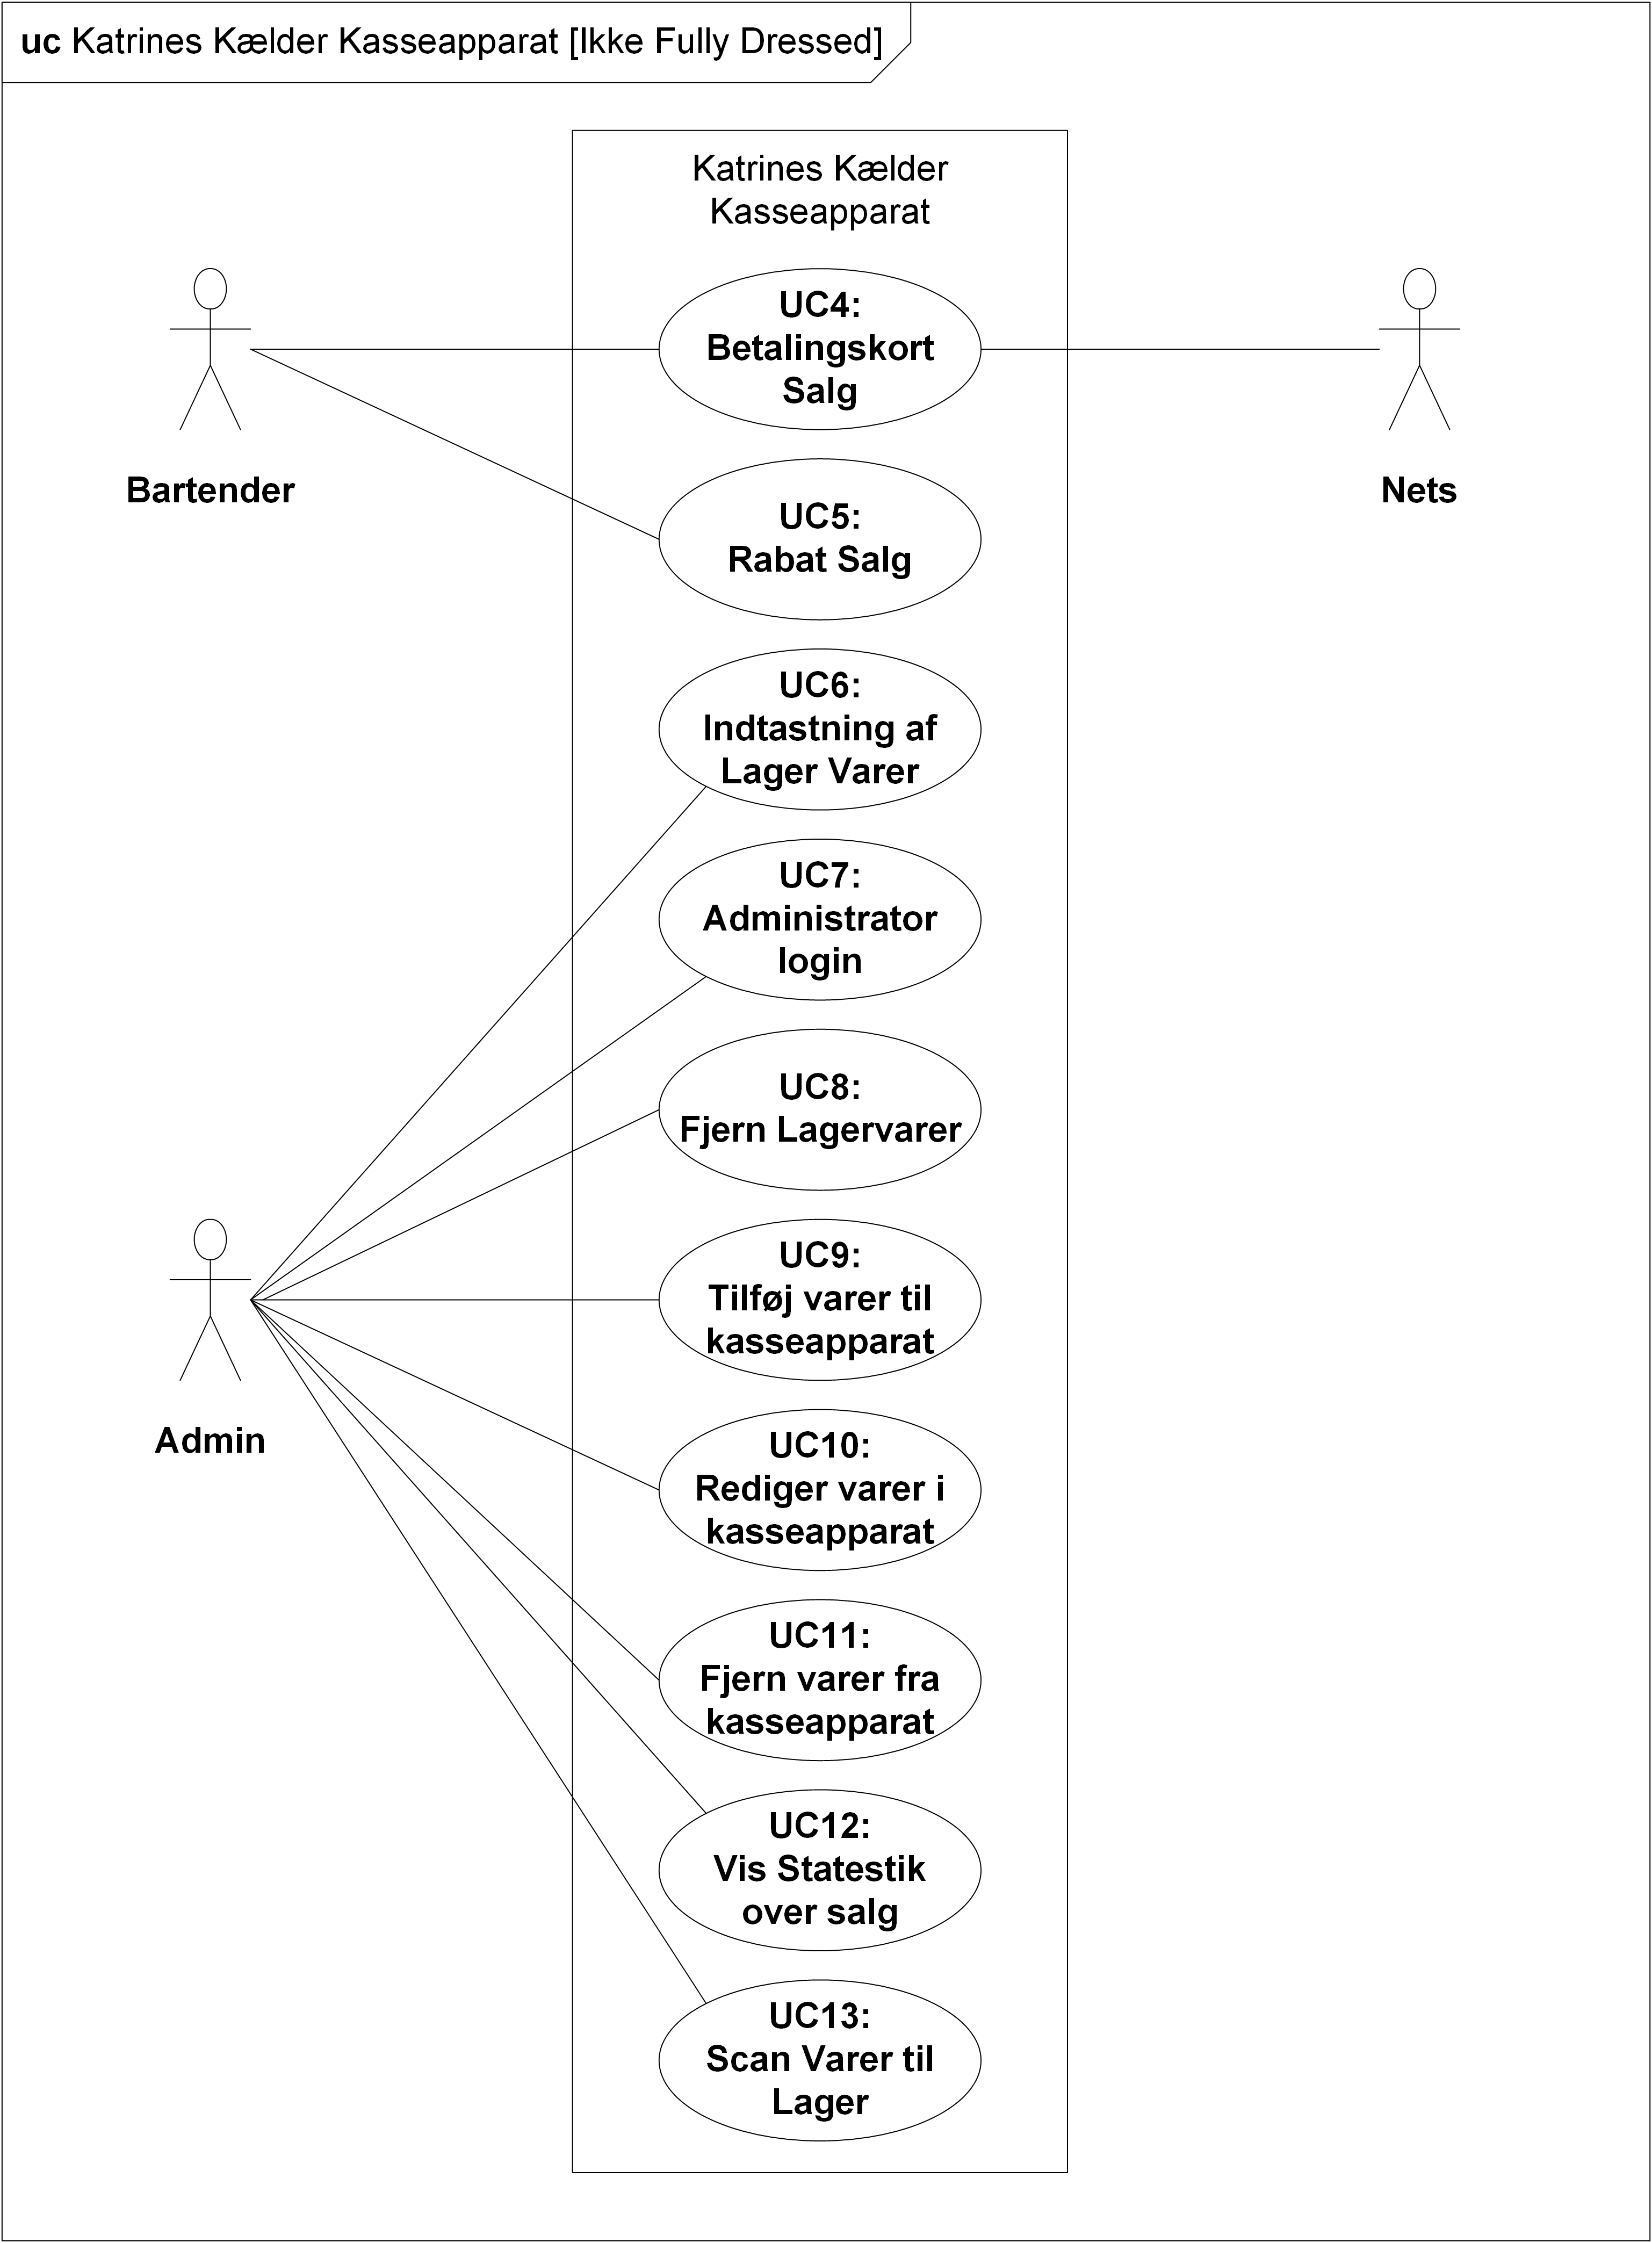 uc Katrines Kælder Kasseapparat [Ikke Fully Dressed]
Katrines Kælder
Kasseapparat
UC4:
Betalingskort
Salg
Bartender
Nets
UC5:
Rabat Salg
UC6:
Indtastning af
Lager Varer
UC7:
Administrator
login
UC8:
Fjern Lagervarer
UC9:
Tilføj varer til
kasseapparat
Admin
UC10:
Rediger varer i
kasseapparat
UC11:
Fjern varer fra
kasseapparat
UC12:
Vis Statestik
over salg
UC13:
Scan Varer til
Lager